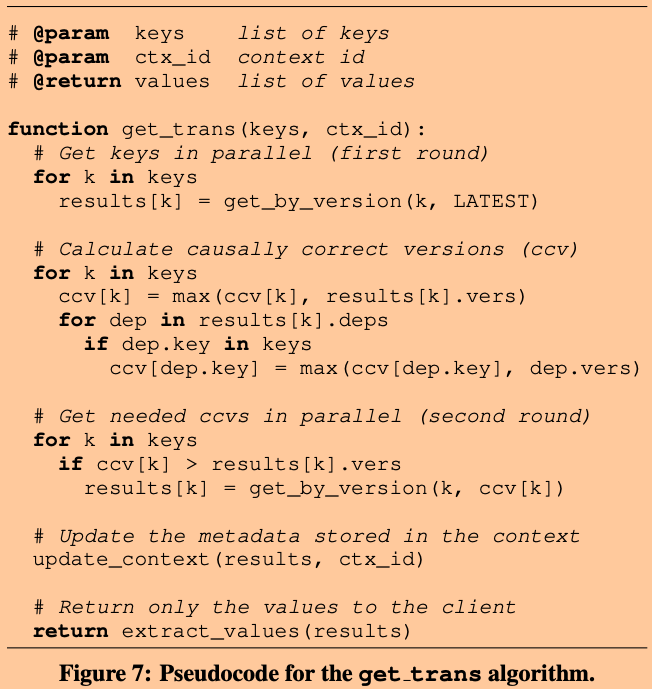 # @param keys list of keys
# @param ctx_id context id
# @return values list of values
function get_trans(keys, ctx_id):
# Get keys in parallel (first round)
for k in keys
results[k] = get_by_version(k, LATEST)
# Calculate causally correct versions (ccv)
for k in keys
ccv[k] = max(ccv[k], results[k].vers)
for dep in results[k].deps
if dep.key in keys
ccv[dep.key] = max(ccv[dep.key], dep.vers)
# Get needed ccvs in parallel (second round)
for k in keys
if ccv[k] > results[k].vers
results[k] = get_by_version(k, ccv[k])
# Update the metadata stored in the context
update_context(results, ctx_id)
# Return only the values to the client
return extract_values(results)
Figure 7: Pseudocode for the get_trans algorithm.